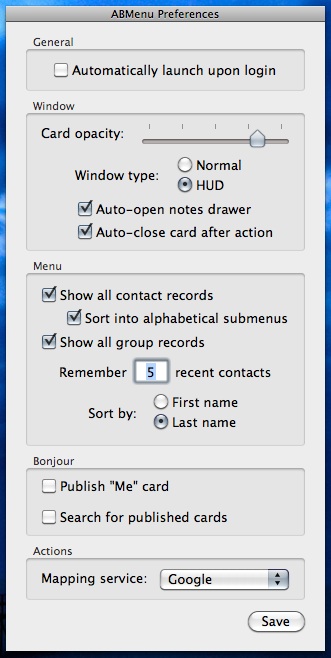 ABMenu Preferences
General
Automatically launch upon login
Window
Card opacity:
Window type:
Normal
HUD
Auto-open notes drawer
Auto-close card after action
Menu
Show all contact records
Sort into alphabetical submenus
Show all group records
Remember 5 recent contacts
Sort by:
First name
Last name
Bonjour
Publish "Me" card
Search for published cards
Actions
Mapping service: Google
Save